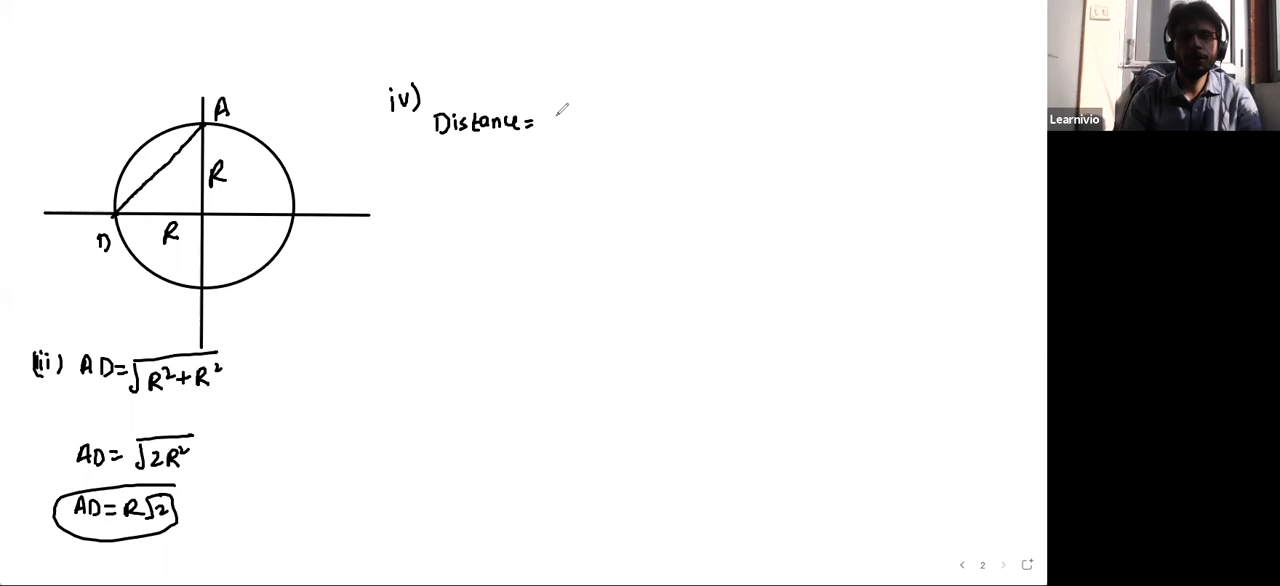 A
R
R
D
(iii) AD=√R²+R²
AD= √2R²
AD= R√2
iv)
Distance=
Learnivio
2